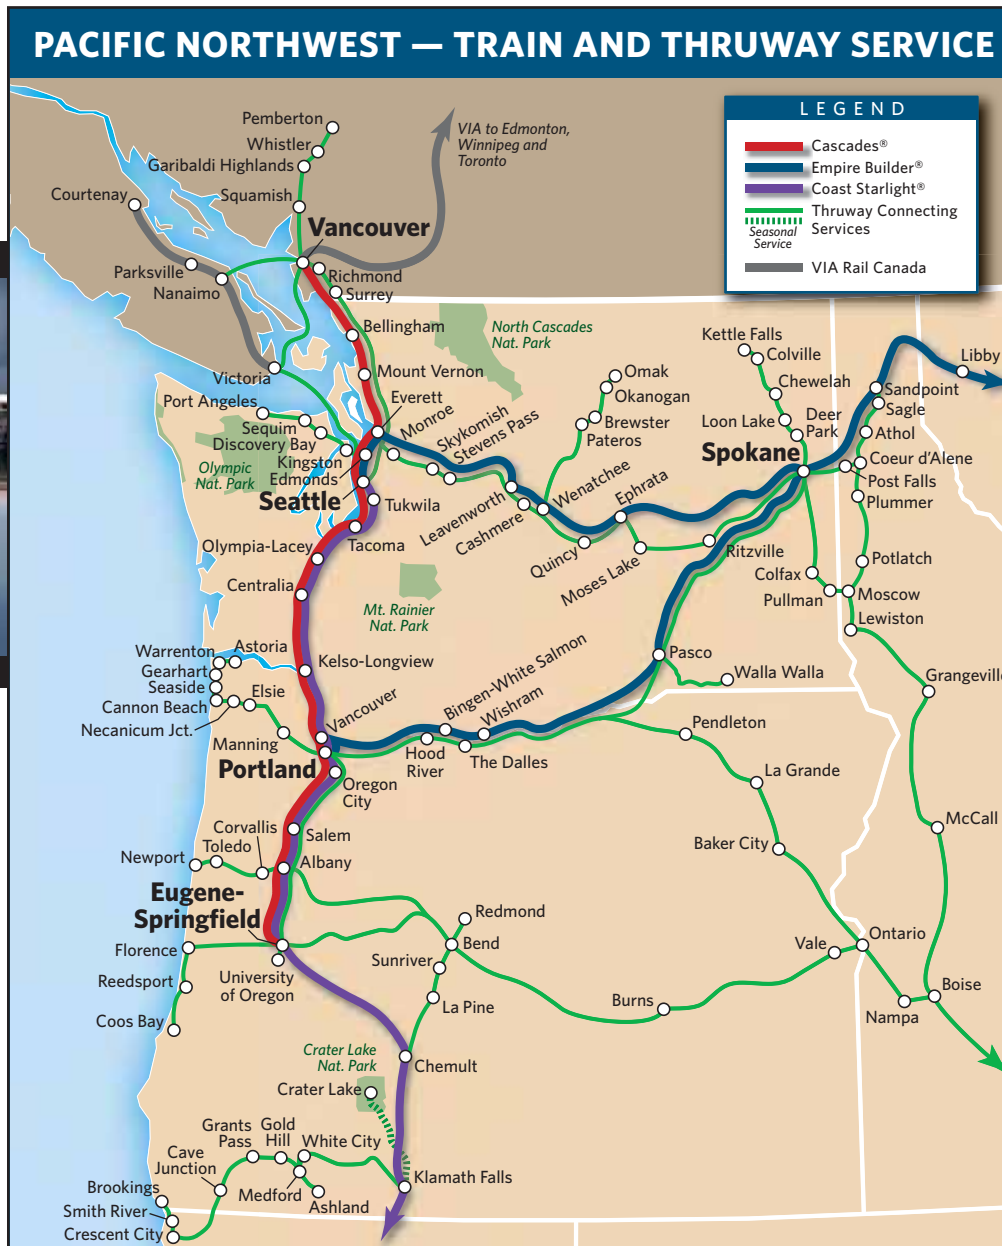 PACIFIC NORTHWEST — TRAIN AND THRUWAY SERVICE
LEGEND
Cascades®
Empire Builder®
Coast Starlight®
Thruway Connecting
Services
Seasonal
Service
VIA Rail Canada
VIA to Edmonton,
Winnipeg and
Toronto
Pemberton
Whistler
Garibaldi Highlands
Squamish
Courtenay
Vancouver
Parksville
Nanaimo
Richmond
Surrey
Bellingham
North Cascades
Nat. Park
Mount Vernon
Victoria
Everett
Port Angeles
Sequim
Discovery Bay
Kingston
Edmonds
Olympic
Nat. Park
Seattle
Monroe
Skykomish
Stevens Pass
Tukwila
Tacoma
Olympia-Lacey
Centralia
Mt. Rainier
Nat. Park
Leavenworth
Cashmere
Wenatchee
Quincy
Ephrata
Moses Lake
Omak
Okanogan
Brewster
Pateros
Kettle Falls
Colville
Chewelah
Loon Lake
Deer
Park
Spokane
Libby
Sandpoint
Sagle
Athol
Coeur d’Alene
Post Falls
Plummer
Ritzville
Colfax
Pullman
Potlatch
Moscow
Lewiston
Grangeville
Pasco
Walla Walla
Warrenton
Astoria
Gearhart
Seaside
Cannon Beach
Necanicum Jct.
Elsie
Manning
Kelso-Longview
Vancouver
Portland
Bingen-White Salmon
Wishram
Hood
River
The Dalles
Pendleton
La Grande
Baker City
McCall
Oregon
City
Salem
Albany
Corvallis
Toledo
Newport
Eugene-
Springfield
Florence
Reedsport
Coos Bay
University
of Oregon
Redmond
Bend
Sunriver
La Pine
Burns
Vale
Ontario
Nampa
Boise
Chemult
Crater Lake
Nat. Park
Crater Lake
Klamath Falls
Grants
Pass
Gold
Hill
White City
Cave
Junction
Medford
Ashland
Brookings
Smith River
Crescent City